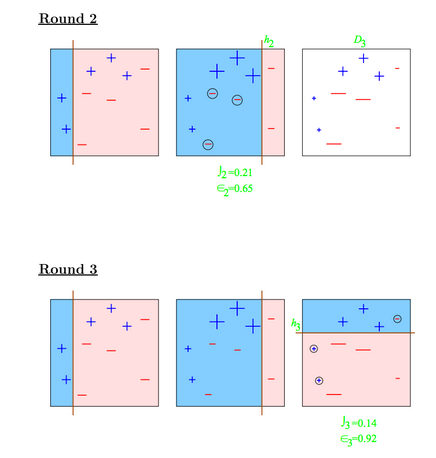 Round 2
h2
D3
J2=0.21
∈2=0.65
Round 3
h3
J3=0.14
∈3=0.92